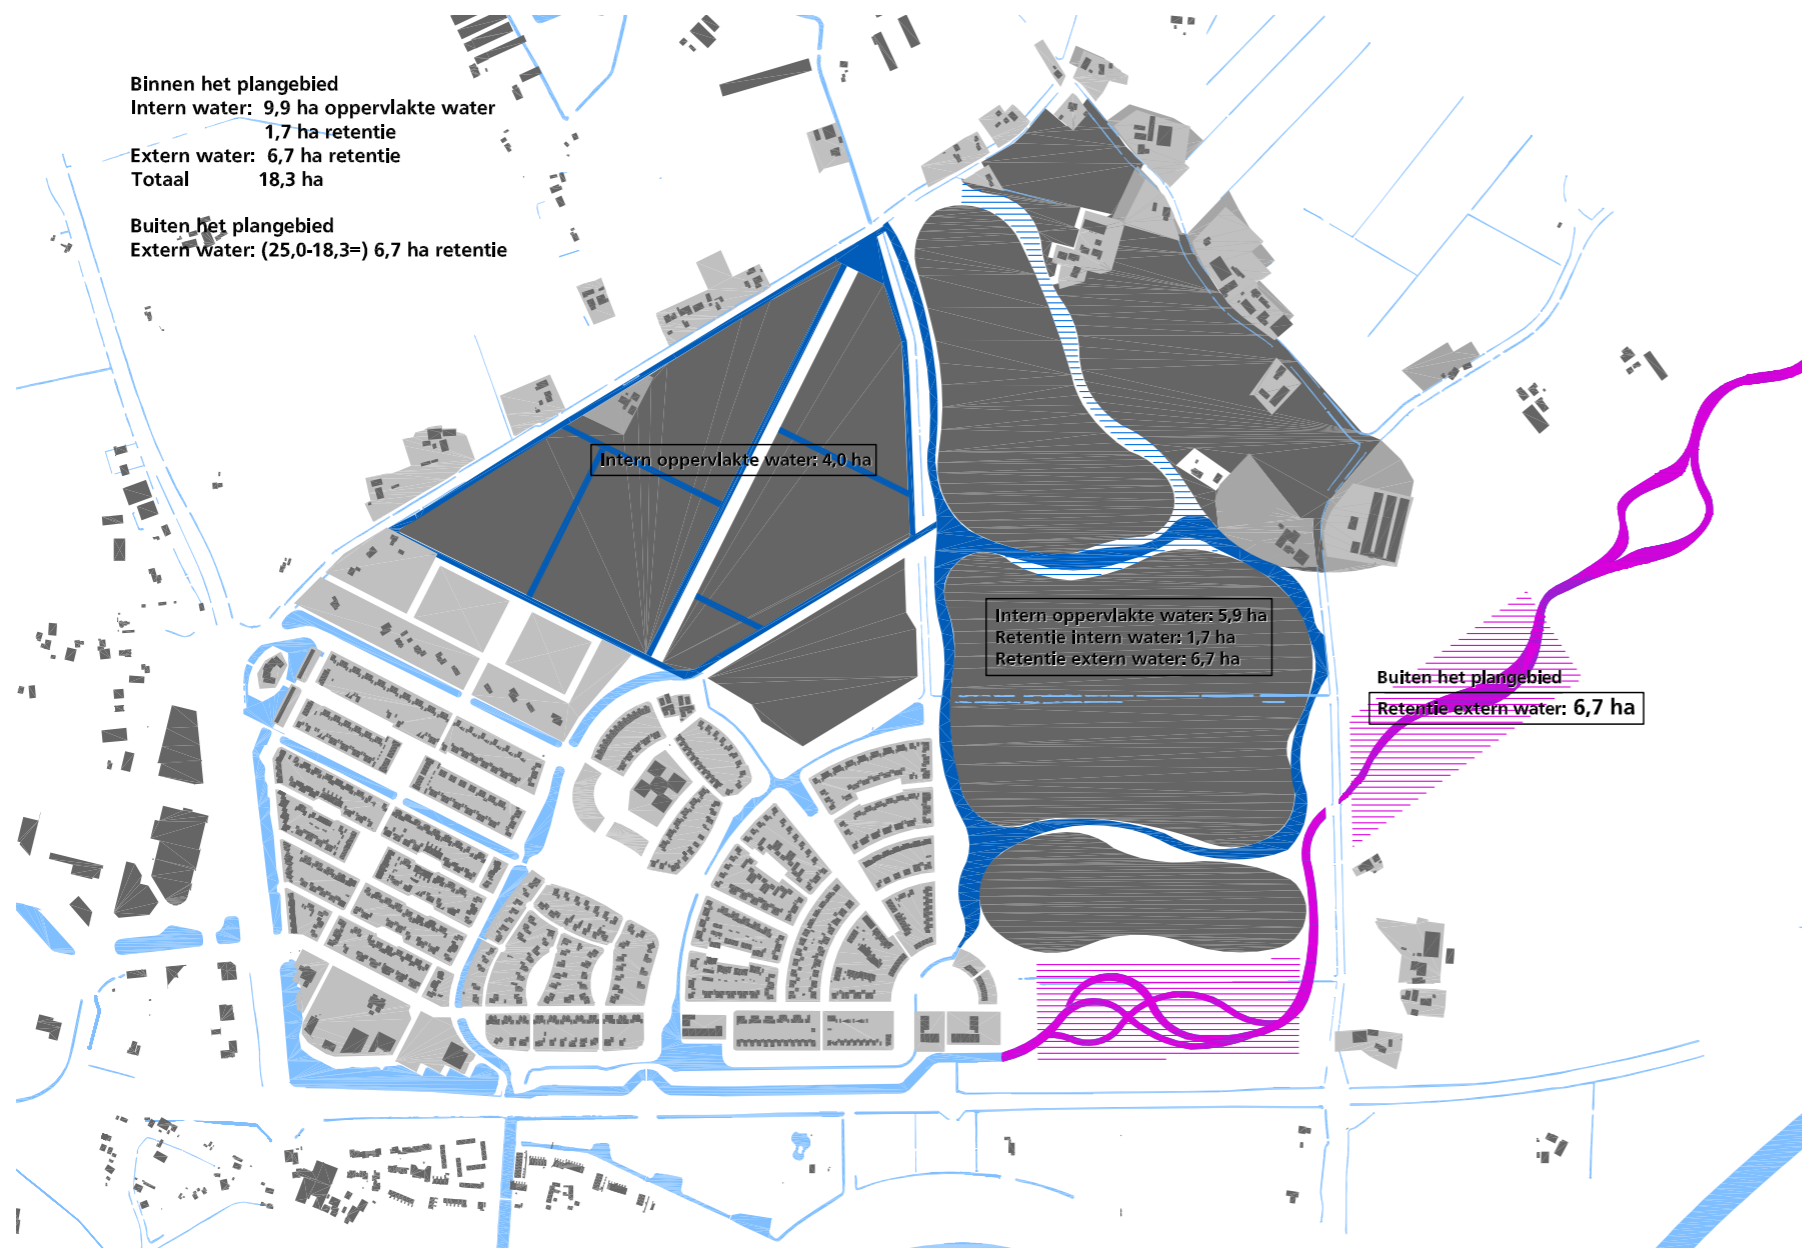 Binnen het plangebied
Intern water: 9,9 ha oppervlakte water
1,7 ha retentie
Extern water: 6,7 ha retentie
Totaal 18,3 ha
Buiten het plangebied
Extern water: (25,0-18,3=) 6,7 ha retentie
Intern oppervlakte water: 4,0 ha
Intern oppervlakte water: 5,9 ha
Retentie intern water: 1,7 ha
Retentie extern water: 6,7 ha
Buiten het plangebied
Retentie extern water: 6,7 ha